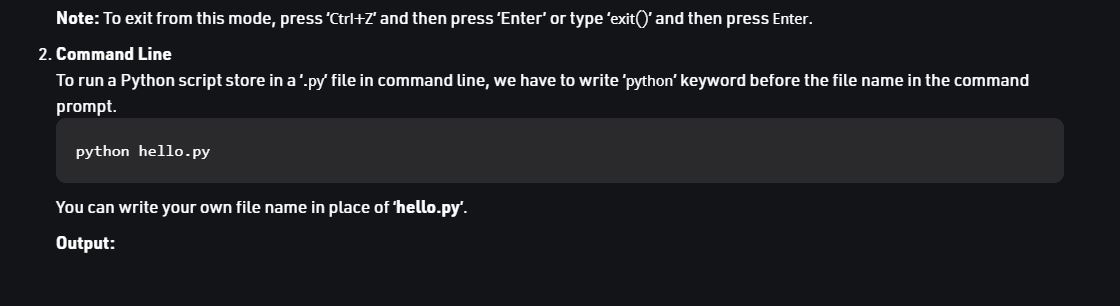 Note: To exit from this mode, press ‘Ctrl+Z’ and then press ‘Enter’ or type ‘exit()’ and then press Enter.
2. Command Line
To run a Python script store in a ‘.py’ file in command line, we have to write ‘python’ keyword before the file name in the command
prompt.
python hello.py
You can write your own file name in place of ‘hello.py’.
Output: